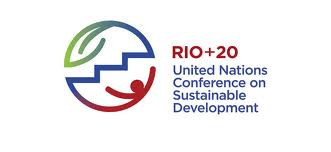 RIO+20
United Nations
Conference on
Sustainable
Development